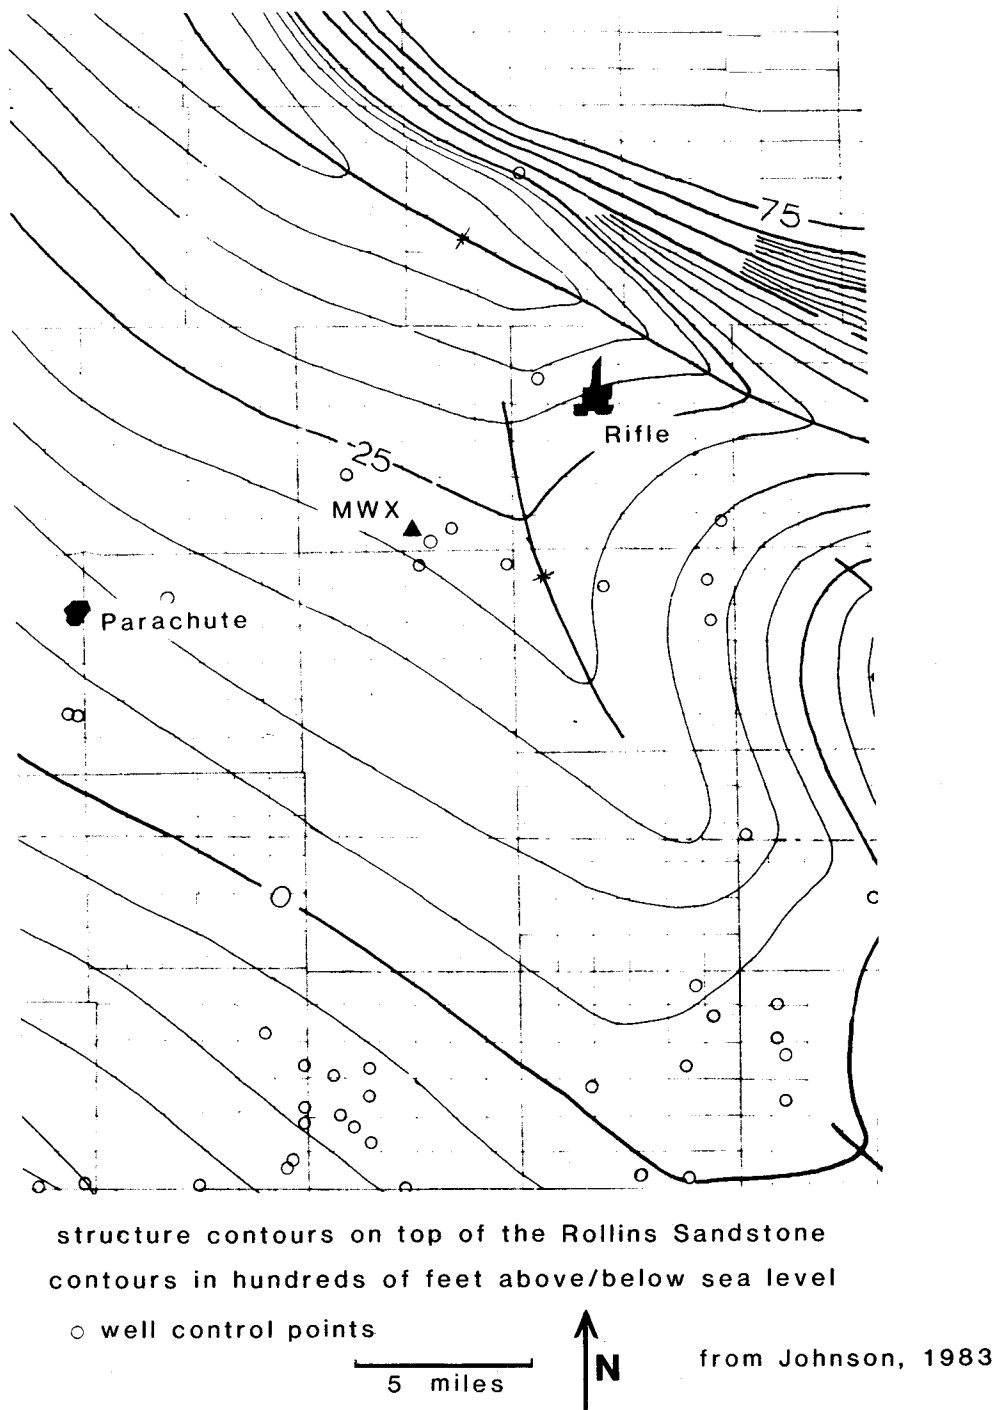 75
Rifle
25
MWX
Parachute
0
structure contours on top of the Rollins Sandstone
contours in hundreds of feet above/below sea level
well control points
5 miles
N
from Johnson, 1983